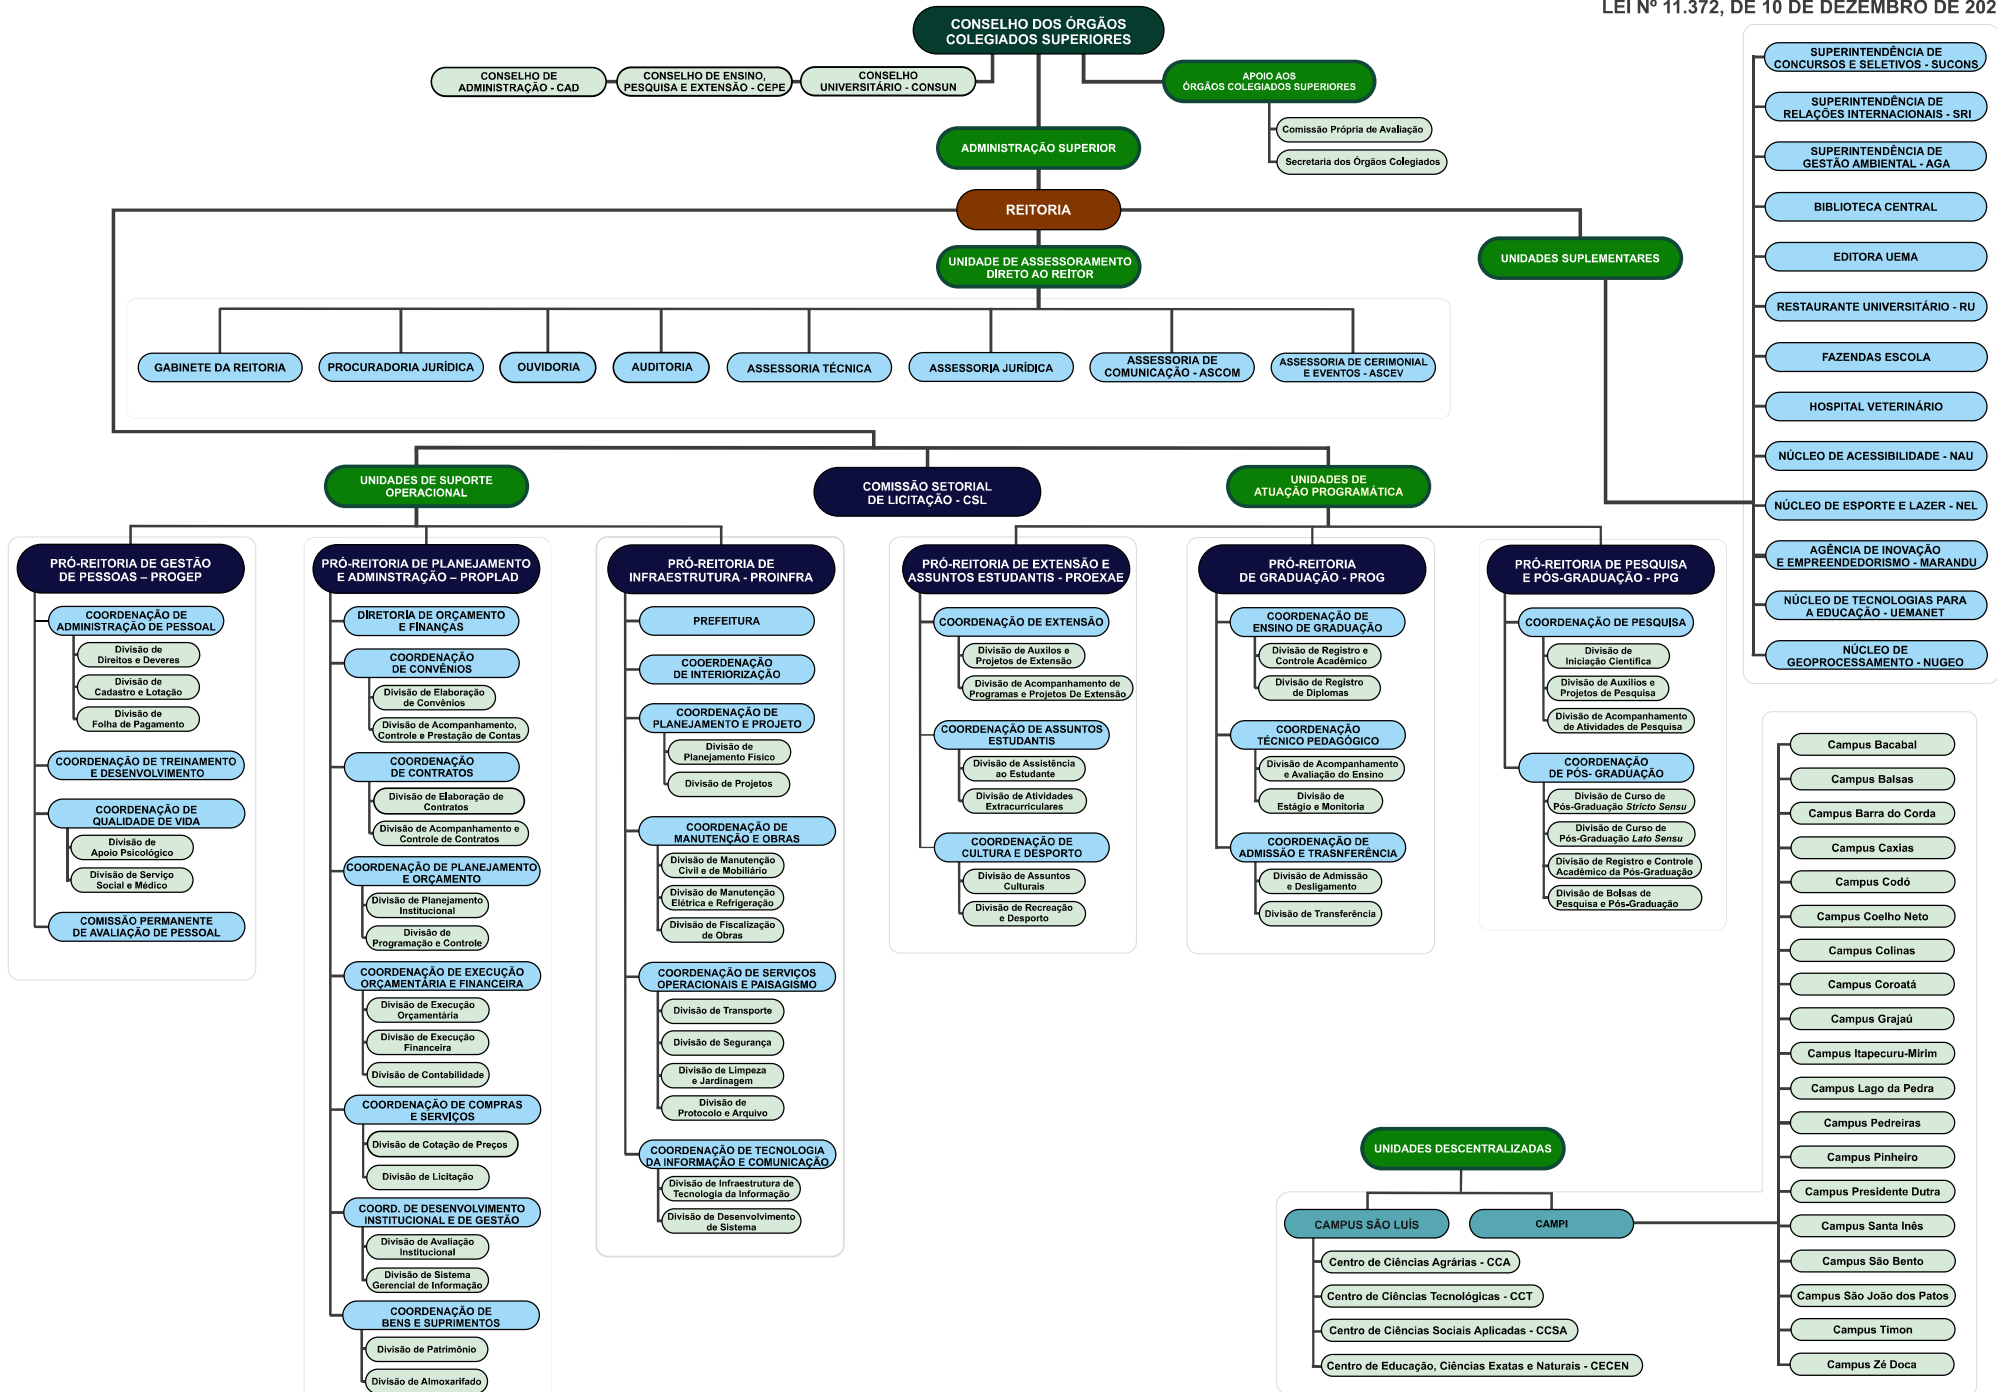 LEI Nº 11.372, DE 10 DE DEZEMBRO DE 202
CONSELHO DOS ÓRGÃOS
COLEGIADOS SUPERIORES
CONSELHO DE
ADMINISTRAÇÃO - CAD
CONSELHO DE ENSINO,
PESQUISA E EXTENSÃO - CEPE
CONSELHO
UNIVERSITÁRIO - CONSUN
APOIO AOS
ÓRGÃOS COLEGIADOS SUPERIORES
Comissão Própria de Avaliação
Secretaria dos Órgãos Colegiados
ADMINISTRAÇÃO SUPERIOR
REITORIA
UNIDADE DE ASSESSORAMENTO
DIRETO AO REITOR
UNIDADES SUPLEMENTARES
GABINETE DA REITORIA
PROCURADORIA JURÍDICA
OUVIDORIA
AUDITORIA
ASSESSORIA TÉCNICA
ASSESSORIA JURÍDICA
ASSESSORIA DE
COMUNICAÇÃO - ASCOM
ASSESSORIA DE CERIMONIAL
E EVENTOS - ASCEV
SUPERINTENDÊNCIA DE
CONCURSOS E SELETIVOS - SUCONS
SUPERINTENDÊNCIA DE
RELAÇÕES INTERNACIONAIS - SRI
SUPERINTENDÊNCIA DE
GESTÃO AMBIENTAL - AGA
BIBLIOTECA CENTRAL
EDITORA UEMA
RESTAURANTE UNIVERSITÁRIO - RU
FAZENDAS ESCOLA
HOSPITAL VETERINÁRIO
NÚCLEO DE ACESSIBILIDADE - NAU
NÚCLEO DE ESPORTE E LAZER - NEL
AGÊNCIA DE INOVAÇÃO
E EMPREENDEDORISMO - MARANDU
NÚCLEO DE TECNOLOGIAS PARA
A EDUCAÇÃO - UEMANET
NÚCLEO DE
GEOPROCESSAMENTO - NUGEO
UNIDADES DE SUPORTE
OPERACIONAL
COMISSÃO SETORIAL
DE LICITAÇÃO - CSL
UNIDADES DE
ATUAÇÃO PROGRAMÁTICA
PRÓ-REITORIA DE GESTÃO
DE PESSOAS – PROGEP
COORDENAÇÃO DE
ADMINISTRAÇÃO DE PESSOAL
Divisão de
Direitos e Deveres
Divisão de
Cadastro e Lotação
Divisão de
Folha de Pagamento
COORDENAÇÃO DE TREINAMENTO
E DESENVOLVIMENTO
COORDENAÇÃO DE
QUALIDADE DE VIDA
Divisão de
Apoio Psicológico
Divisão de Serviço
Social e Médico
COMISSÃO PERMANENTE
DE AVALIAÇÃO DE PESSOAL
PRÓ-REITORIA DE PLANEJAMENTO
E ADMINSTRAÇÃO – PROPLAD
DIRETORIA DE ORÇAMENTO
E FINANÇAS
COORDENAÇÃO
DE CONVÊNIOS
Divisão de Elaboração
de Convênios
Divisão de Acompanhamento,
Controle e Prestação de Contas
COORDENAÇÃO
DE CONTRATOS
Divisão de Elaboração de
Contratos
Divisão de Acompanhamento e
Controle de Contratos
COORDENAÇÃO DE PLANEJAMENTO
E ORÇAMENTO
Divisão de Planejamento
Institucional
Divisão de
Programação e Controle
COORDENAÇÃO DE EXECUÇÃO
ORÇAMENTÁRIA E FINANCEIRA
Divisão de Execução
Orçamentária
Divisão de Execução
Financeira
Divisão de Contabilidade
COORDENAÇÃO DE COMPRAS
E SERVIÇOS
Divisão de Cotação de Preços
Divisão de Licitação
COORD. DE DESENVOLVIMENTO
INSTITUCIONAL E DE GESTÃO
Divisão de Avaliação
Institucional
Divisão de Sistema
Gerencial de Informação
COORDENAÇÃO DE
BENS E SUPRIMENTOS
Divisão de Patrimônio
Divisão de Almoxarifado
PRÓ-REITORIA DE
INFRAESTRUTURA - PROINFRA
PREFEITURA
COOERDENAÇÃO
DE INTERIORIZAÇÃO
COORDENAÇÃO DE
PLANEJAMENTO E PROJETO
Divisão de
Planejamento Físico
Divisão de Projetos
COORDENAÇÃO DE
MANUTENÇÃO E OBRAS
Divisão de Manutenção
Civil e de Mobiliário
Divisão de Manutenção
Elétrica e Refrigeração
Divisão de Fiscalização
de Obras
COORDENAÇÃO DE SERVIÇOS
OPERACIONAIS E PAISAGISMO
Divisão de Transporte
Divisão de Segurança
Divisão de Limpeza
e Jardinagem
Divisão de
Protocolo e Arquivo
COORDENAÇÃO DE TECNOLOGIA
DA INFORMAÇÃO E COMUNICAÇÃO
Divisão de Infraestrutura de
Tecnologia da Informação
Divisão de Desenvolvimento
de Sistema
PRÓ-REITORIA DE EXTENSÃO E
ASSUNTOS ESTUDANTIS - PROEXAE
COORDENAÇÃO DE EXTENSÃO
Divisão de Auxilos e
Projetos de Extensão
Divisão de Acompanhamento de
Programas e Projetos De Extensão
COORDENAÇÃO DE ASSUNTOS
ESTUDANTIS
Divisão de Assistência
ao Estudante
Divisão de Atividades
Extracurriculares
COORDENAÇÃO DE
CULTURA E DESPORTO
Divisão de Assuntos
Culturais
Divisão de Recreação
e Desporto
PRÓ-REITORIA
DE GRADUAÇÃO - PROG
COORDENAÇÃO DE
ENSINO DE GRADUAÇÃO
Divisão de Registro e
Controle Acadêmico
Divisão de Registro
de Diplomas
COORDENAÇÃO
TÉCNICO PEDAGÓGICO
Divisão de Acompanhamento
e Avaliação do Ensino
Divisão de
Estágio e Monitoria
COORDENAÇÃO DE
ADMISSÃO E TRASNFERÊNCIA
Divisão de Admissão
e Desligamento
Divisão de Transferência
PRÓ-REITORIA DE PESQUISA
E PÓS-GRADUAÇÃO - PPG
COORDENAÇÃO DE PESQUISA
Divisão de
Iniciação Científica
Divisão de Auxílios e
Projetos de Pesquisa
Divisão de Acompanhamento
de Atividades de Pesquisa
COORDENAÇÃO
DE PÓS- GRADUAÇÃO
Divisão de Curso de
Pós-Graduação Stricto Sensu
Divisão de Curso de
Pós-Graduação Lato Sensu
Divisão de Registro e Controle
Acadêmico da Pós-Graduação
Divisão de Bolsas de
Pesquisa e Pós-Graduação
UNIDADES DESCENTRALIZADAS
CAMPUS SÃO LUÍS
CAMPI
Centro de Ciências Agrárias - CCA
Centro de Ciências Tecnológicas - CCT
Centro de Ciências Sociais Aplicadas - CCSA
Centro de Educação, Ciências Exatas e Naturais - CECEN
Campus Bacabal
Campus Balsas
Campus Barra do Corda
Campus Caxias
Campus Codó
Campus Coelho Neto
Campus Colinas
Campus Coroatá
Campus Grajaú
Campus Itapecuru-Mirim
Campus Lago da Pedra
Campus Pedreiras
Campus Pinheiro
Campus Presidente Dutra
Campus Santa Inês
Campus São Bento
Campus São João dos Patos
Campus Timon
Campus Zé Doca